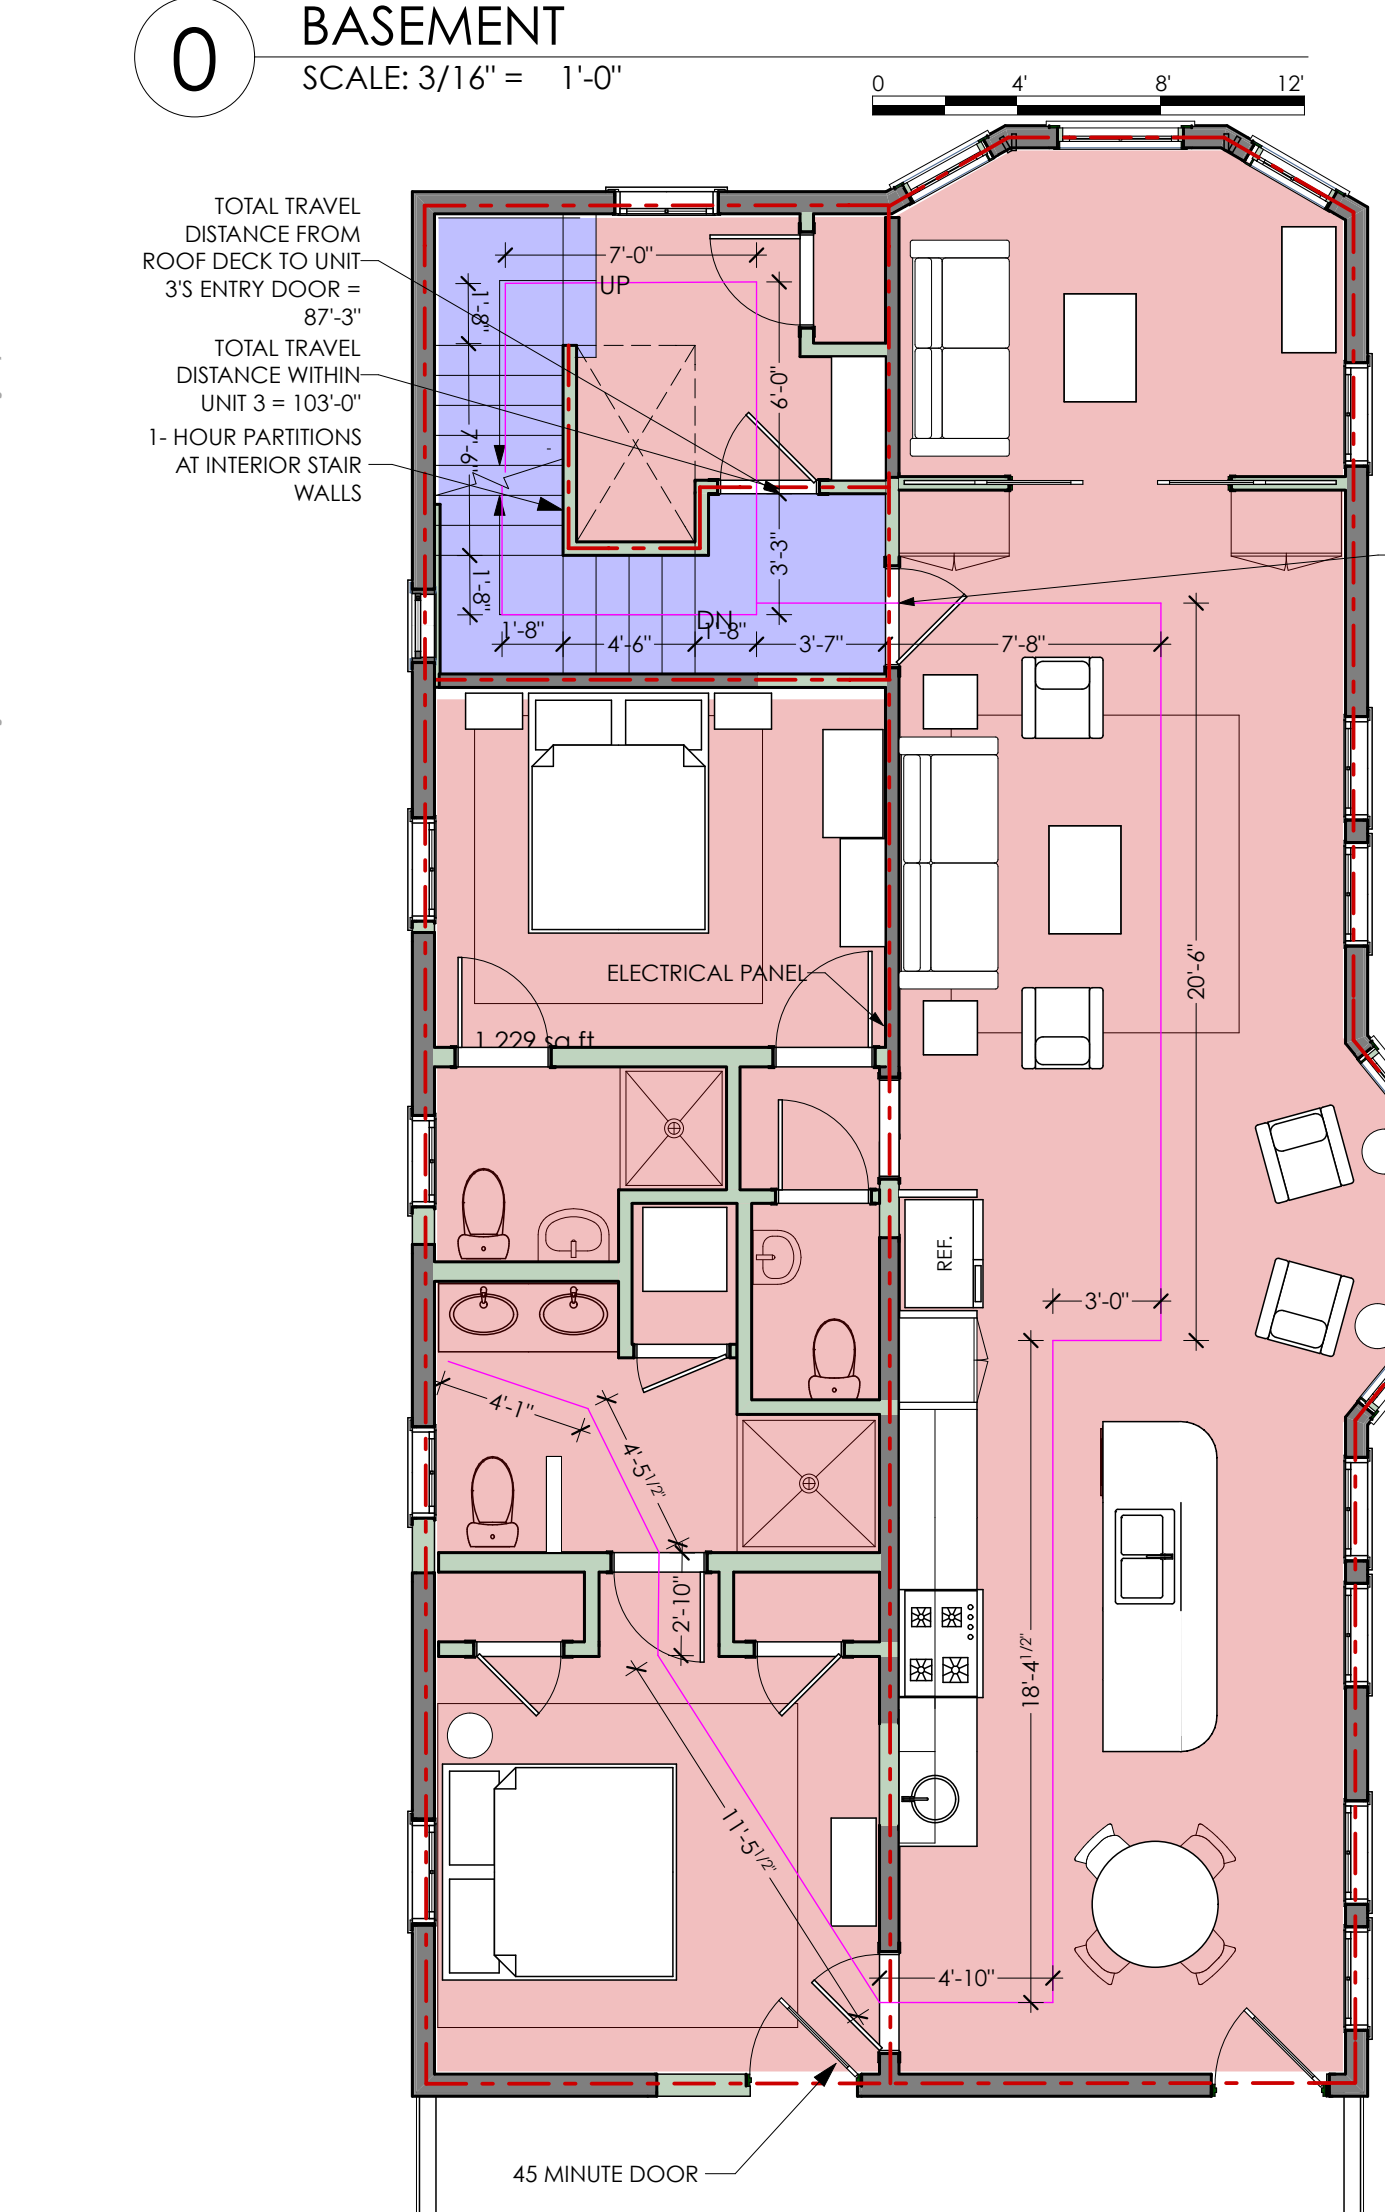 0
BASEMENT
SCALE: 3/16" = 1'-0"
0 4' 8' 12'
TOTAL TRAVEL
DISTANCE FROM
ROOF DECK TO UNIT
3'S ENTRY DOOR =
87'-3"
TOTAL TRAVEL
DISTANCE WITHIN
UNIT 3 = 103'-0"
1- HOUR PARTITIONS
AT INTERIOR STAIR
WALLS
7'-0"
UP
1'-8"
6'-0"
7'-6"
3'-3"
1'-8"
DN
1'-8"
4'-6"
1'-8"
3'-7"
7'-8"
20'-6"
ELECTRICAL PANEL
1,229 sq ft
REF.
3'-0"
4'-1"
4'-5 1/2"
2'-10"
18'-4 1/2"
11'-5 1/2"
4'-10"
45 MINUTE DOOR